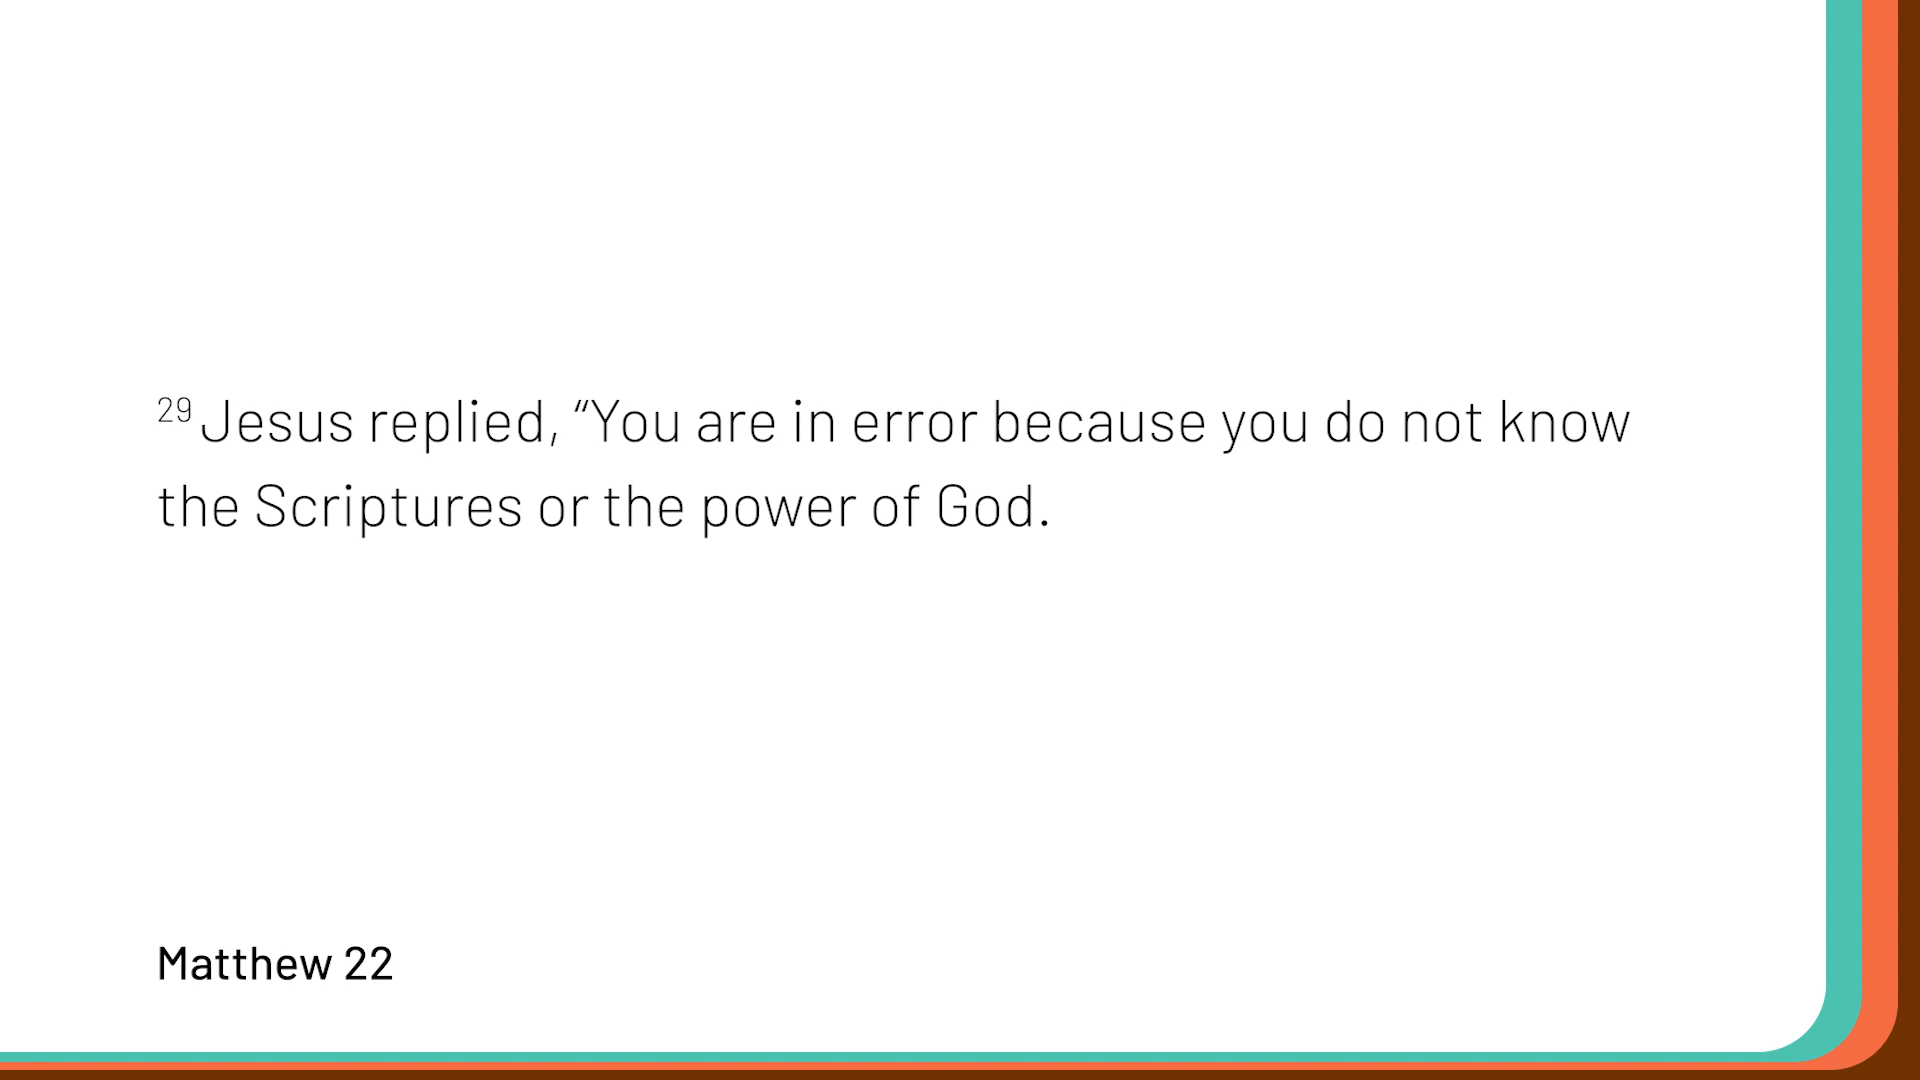 29 Jesus replied, “You are in error because you do not know
the Scriptures or the power of God.
Matthew 22